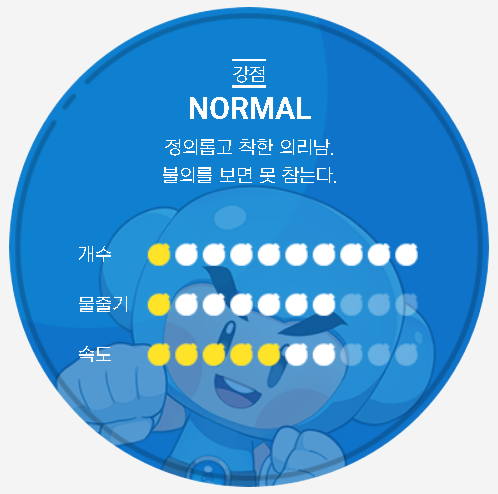 강점
NORMAL
정의롭고 착한 의리남.
불의를 보면 못 참는다.
개수
물줄기
속도